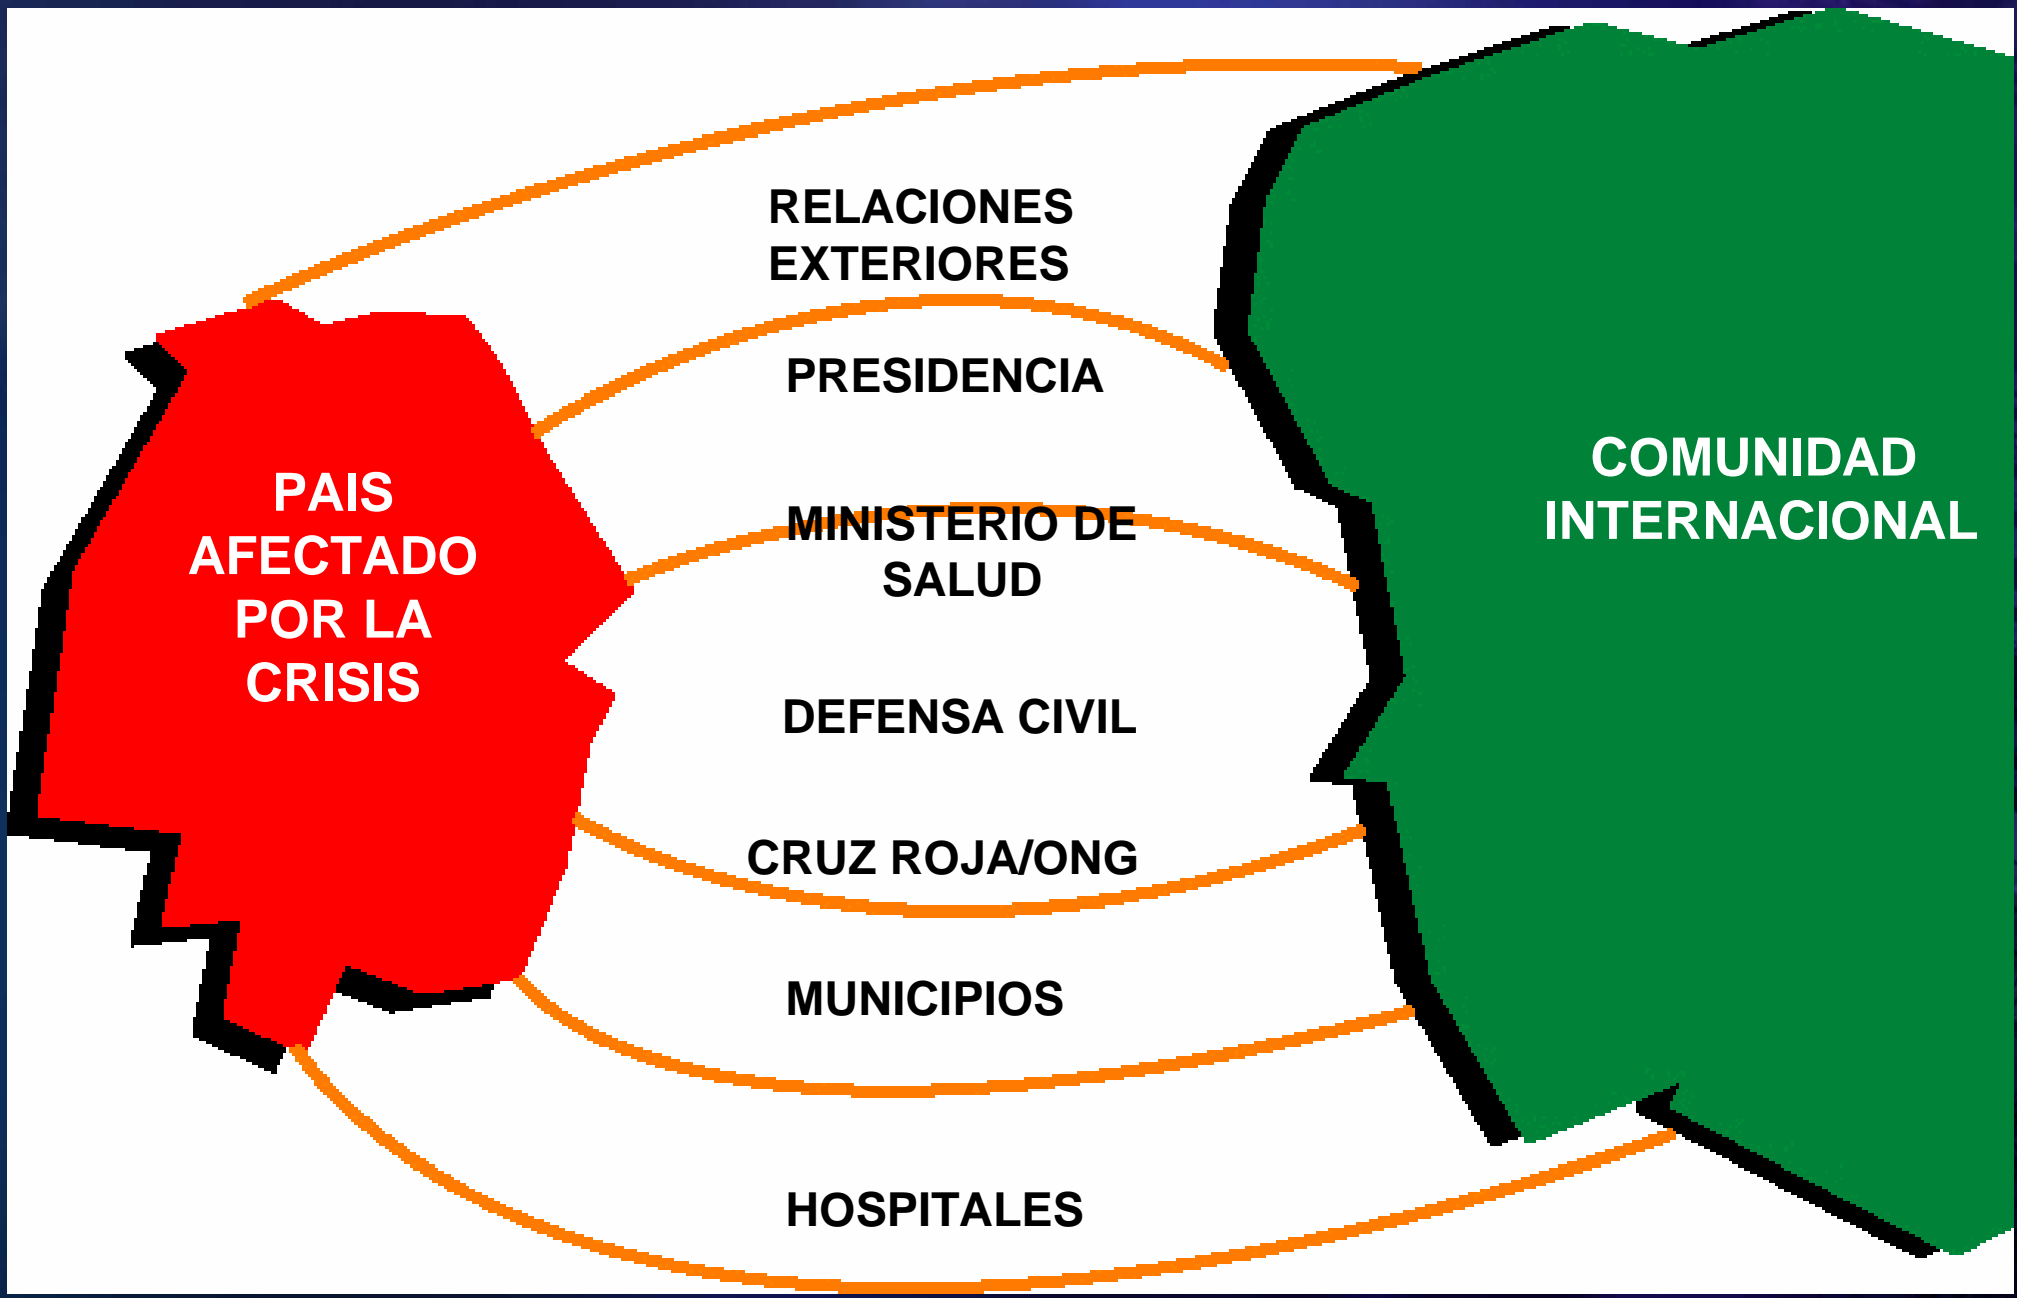 RELACIONES
EXTERIORES
PRESIDENCIA
PAIS
AFECTADO
POR LA
CRISIS
MINISTERIO DE
SALUD
DEFENSA CIVIL
CRUZ ROJA/ONG
MUNICIPIOS
HOSPITALES
COMUNIDAD
INTERNACIONAL